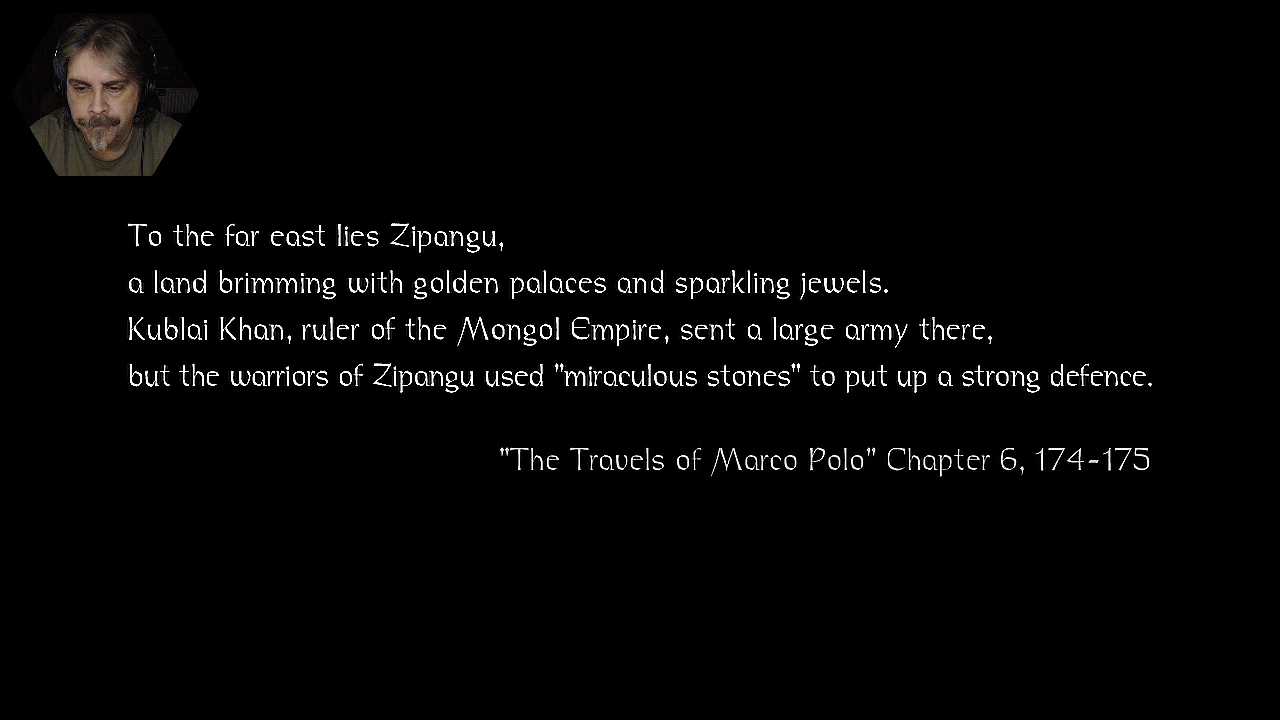 To the far east lies Zipangu,
a land brimming with golden palaces and sparkling jewels.
Kublai Khan, ruler of the Mongol Empire, sent a large army there,
but the warriors of Zipangu used "miraculous stones" to put up a strong defence.
"The Travels of Marco Polo" Chapter 6, 174-175